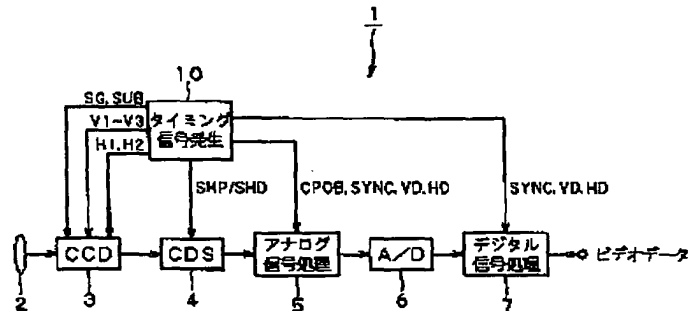 1
10
SG, SUB
V1~V3
H1, H2
タイミング
信号発生
SHP/SHD
CPOB, SYNC, VD, HD
SYNC, VD, HD
CCD
CDS
アナログ
信号処理
A/D
デジタル
信号処理
ビデオデータ
2
3
4
5
6
7